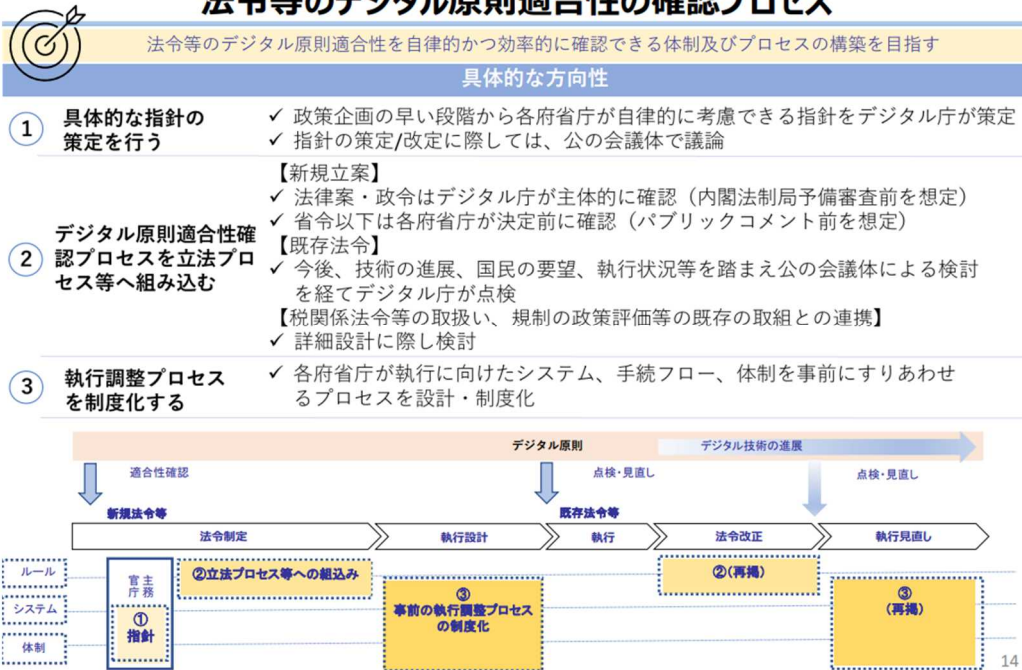 法令等のデジタル原則適合性の確認プロセス
法令等のデジタル原則適合性を自律的かつ効率的に確認できる体制及びプロセスの構築を目指す
具体的な方向性
① 具体的な指針の
策定を行う
✓ 政策企画の早い段階から各府省庁が自律的に考慮できる指針をデジタル庁が策定
✓ 指針の策定/改定に際しては、公の会議体で議論
② デジタル原則適合性確
認プロセスを立法プロ
セス等へ組み込む
【新規立案】
✓ 法律案・政令はデジタル庁が主体的に確認（内閣法制局予備審査前を想定）
✓ 省令以下は各府省庁が決定前に確認（パブリックコメント前を想定）
【既存法令】
✓ 今後、技術の進展、国民の要望、執行状況等を踏まえ公の会議体による検討
を経てデジタル庁が点検
【税関係法令等の取扱い、規制の政策評価等の既存の取組との連携】
✓ 詳細設計に際し検討
③ 執行調整プロセス
を制度化する
✓ 各府省庁が執行に向けたシステム、手続フロー、体制を事前にすりあわせ
るプロセスを設計・制度化
デジタル原則
デジタル技術の進展
適合性確認
点検・見直し
点検・見直し
新規法令等
既存法令等
法令制定
執行設計
執行
法令改正
執行見直し
ルール
システム
体制
主務
官庁
①
指針
②立法プロセス等への組込み
③
事前の執行調整プロセス
の制度化
②(再掲)
③
(再掲)
14